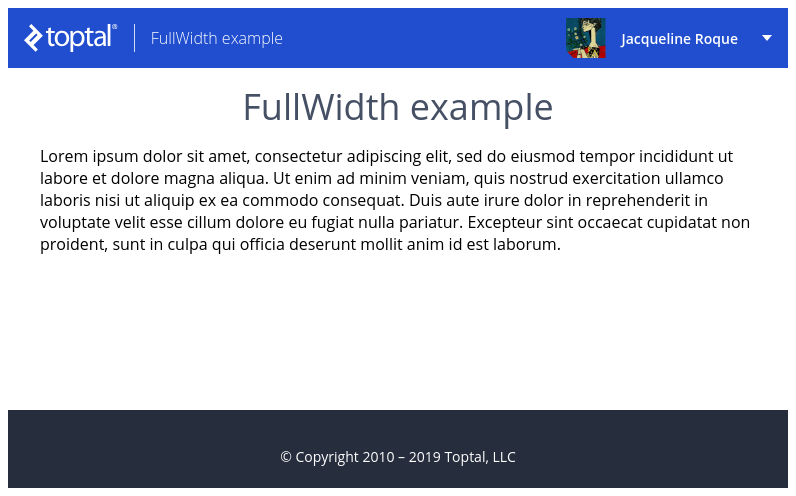 toptal® FullWidth example Jacqueline Roque
FullWidth example
Lorem ipsum dolor sit amet, consectetur adipiscing elit, sed do eiusmod tempor incididunt ut
labore et dolore magna aliqua. Ut enim ad minim veniam, quis nostrud exercitation ullamco
laboris nisi ut aliquip ex ea commodo consequat. Duis aute irure dolor in reprehenderit in
voluptate velit esse cillum dolore eu fugiat nulla pariatur. Excepteur sint occaecat cupidatat non
proident, sunt in culpa qui officia deserunt mollit anim id est laborum.
© Copyright 2010 – 2019 Toptal, LLC